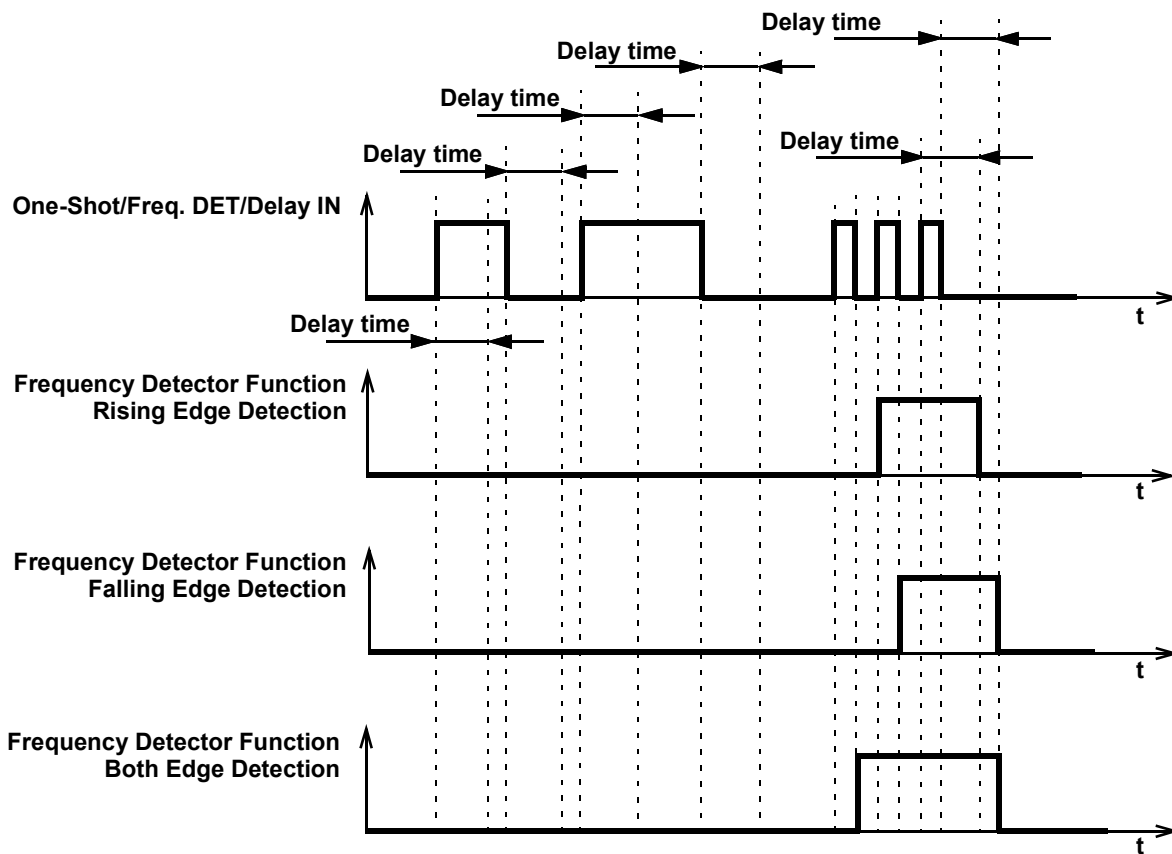 Delay time
Delay time
Delay time
Delay time
Delay time
One-Shot/Freq. DET/Delay IN
t
Delay time
Frequency Detector Function
Rising Edge Detection
t
Frequency Detector Function
Falling Edge Detection
t
Frequency Detector Function
Both Edge Detection
t